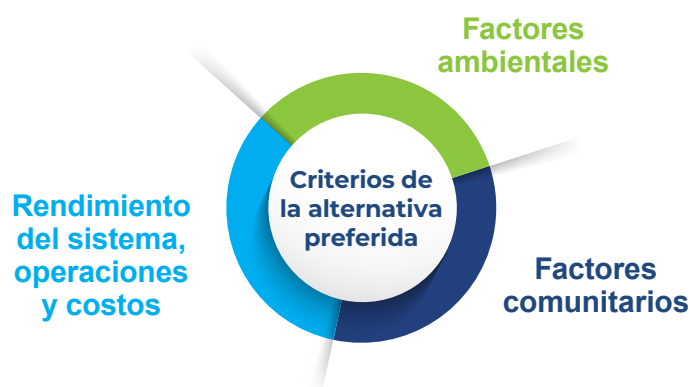 Factores
ambientales
Criterios de
la alternativa
preferida
Rendimiento
del sistema,
operaciones
y costos
Factores
comunitarios